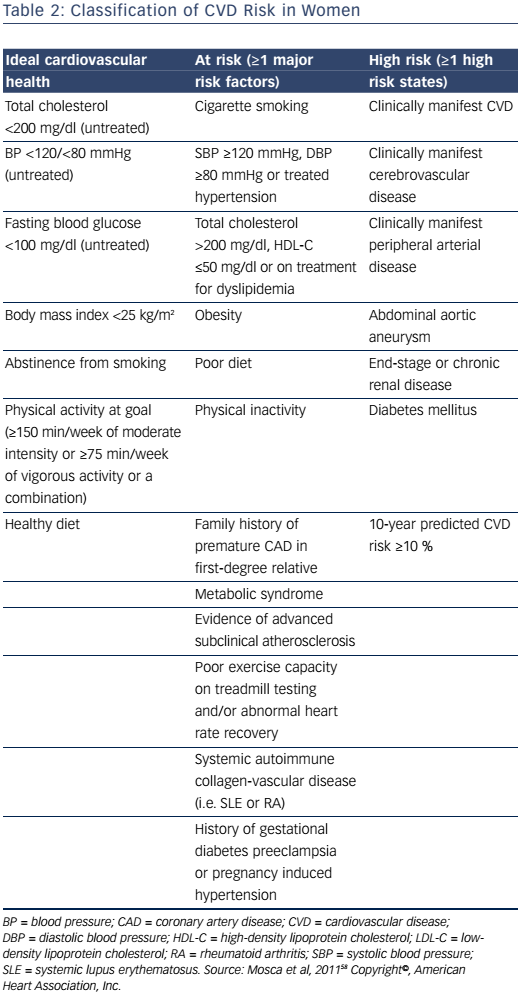 Table 2: Classification of CVD Risk in Women
Ideal cardiovascular
health
At risk (≥1 major
risk factors)
High risk (≥1 high
risk states)
Total cholesterol
<200 mg/dl (untreated)
Cigarette smoking
Clinically manifest CVD
BP <120/<80 mmHg
(untreated)
SBP ≥120 mmHg, DBP
≥80 mmHg or treated
hypertension
Clinically manifest
cerebrovascular
disease
Fasting blood glucose
<100 mg/dl (untreated)
Total cholesterol
>200 mg/dl, HDL-C
≤50 mg/dl or on treatment
for dyslipidemia
Clinically manifest
peripheral arterial
disease
Body mass index <25 kg/m²
Obesity
Abdominal aortic
aneurysm
Abstinence from smoking
Poor diet
End-stage or chronic
renal disease
Physical activity at goal
(≥150 min/week of moderate
intensity or ≥75 min/week
of vigorous activity or a
combination)
Physical inactivity
Diabetes mellitus
Healthy diet
Family history of
premature CAD in
first-degree relative
10-year predicted CVD
risk ≥10 %
Metabolic syndrome
Evidence of advanced
subclinical atherosclerosis
Poor exercise capacity
on treadmill testing
and/or abnormal heart
rate recovery
Systemic autoimmune
collagen-vascular disease
(i.e. SLE or RA)
History of gestational
diabetes preeclampsia
or pregnancy induced
hypertension
BP = blood pressure; CAD = coronary artery disease; CVD = cardiovascular disease;
DBP = diastolic blood pressure; HDL-C = high-density lipoprotein cholesterol; LDL-C = low-
density lipoprotein cholesterol; RA = rheumatoid arthritis; SBP = systolic blood pressure;
SLE = systemic lupus erythematosus. Source: Mosca et al, 2011⁵⁸ Copyright©, American
Heart Association, Inc.